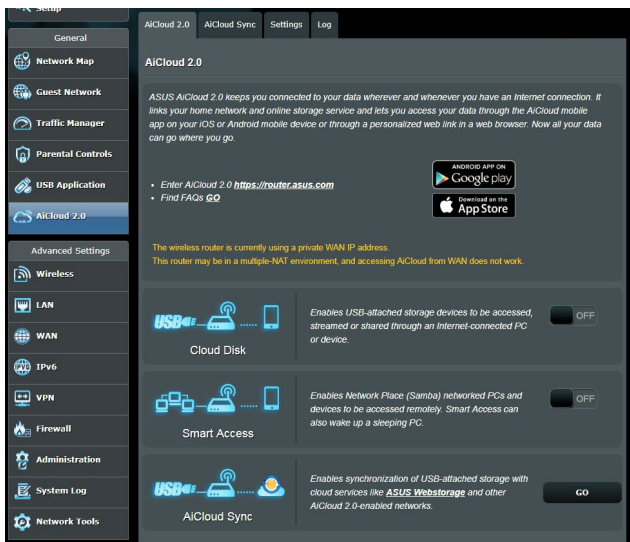 Setup
General
Network Map
Guest Network
Traffic Manager
Parental Controls
USB Application
AiCloud 2.0
Advanced Settings
Wireless
LAN
WAN
IPv6
VPN
Firewall
Administration
System Log
Network Tools
AiCloud 2.0 AiCloud Sync Settings Log
AiCloud 2.0
ASUS AiCloud 2.0 keeps you connected to your data wherever and whenever you have an Internet connection. It
links your home network and online storage service and lets you access your data through the AiCloud mobile
app on your iOS or Android mobile device or through a personalized web link in a web browser. Now all your data
can go where you go.
• Enter AiCloud 2.0 https://router.asus.com
• Find FAQs GO
ANDROID APP ON
Google play
Download on the
App Store
The wireless router is currently using a private WAN IP address.
This router may be in a multiple-NAT environment, and accessing AiCloud from WAN does not work.
USB
Cloud Disk
Enables USB-attached storage devices to be accessed,
streamed or shared through an Internet-connected PC
or device.
OFF
Smart Access
Enables Network Place (Samba) networked PCs and
devices to be accessed remotely. Smart Access can
also wake up a sleeping PC.
OFF
USB
AiCloud Sync
Enables synchronization of USB-attached storage with
cloud services like ASUS Webstorage and other
AiCloud 2.0-enabled networks.
GO